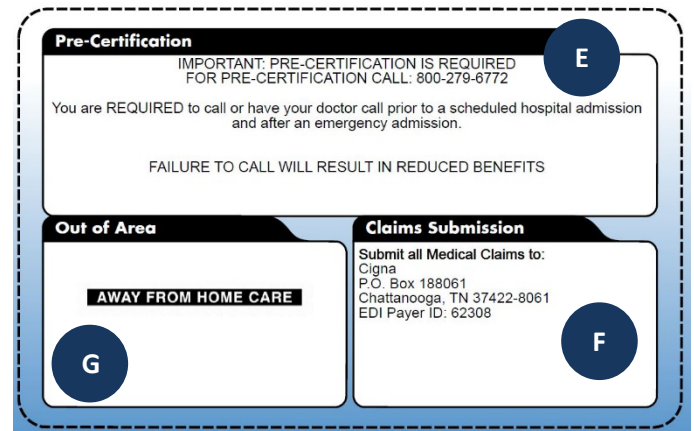 Pre-Certification
E
IMPORTANT: PRE-CERTIFICATION IS REQUIRED
FOR PRE-CERTIFICATION CALL: 800-279-6772
You are REQUIRED to call or have your doctor call prior to a scheduled hospital admission
and after an emergency admission.
FAILURE TO CALL WILL RESULT IN REDUCED BENEFITS
Out of Area
AWAY FROM HOME CARE
G
Claims Submission
Submit all Medical Claims to:
Cigna
P.O. Box 188061
Chattanooga, TN 37422-8061
EDI Payer ID: 62308
F